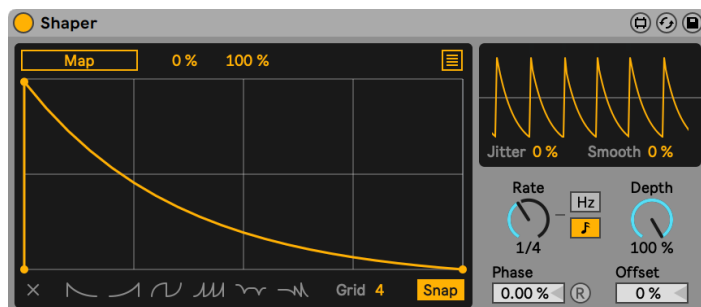 Shaper
Map 0 % 100 %
Jitter 0 % Smooth 0 %
Rate Depth
Hz
1/4 100 %
Grid 4 Snap
Phase Offset
0.00 % R 0 %